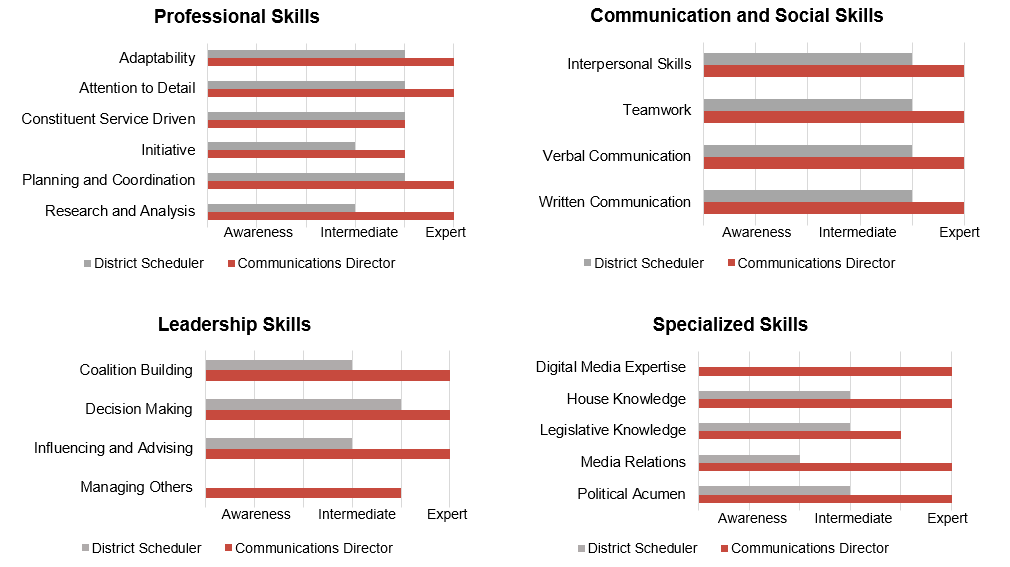 Professional Skills
Adaptability
Attention to Detail
Constituent Service Driven
Initiative
Planning and Coordination
Research and Analysis
Awareness Intermediate Expert
District Scheduler Communications Director
Communication and Social Skills
Interpersonal Skills
Teamwork
Verbal Communication
Written Communication
Awareness Intermediate Expert
District Scheduler Communications Director
Leadership Skills
Coalition Building
Decision Making
Influencing and Advising
Managing Others
Awareness Intermediate Expert
District Scheduler Communications Director
Specialized Skills
Digital Media Expertise
House Knowledge
Legislative Knowledge
Media Relations
Political Acumen
Awareness Intermediate Expert
District Scheduler Communications Director